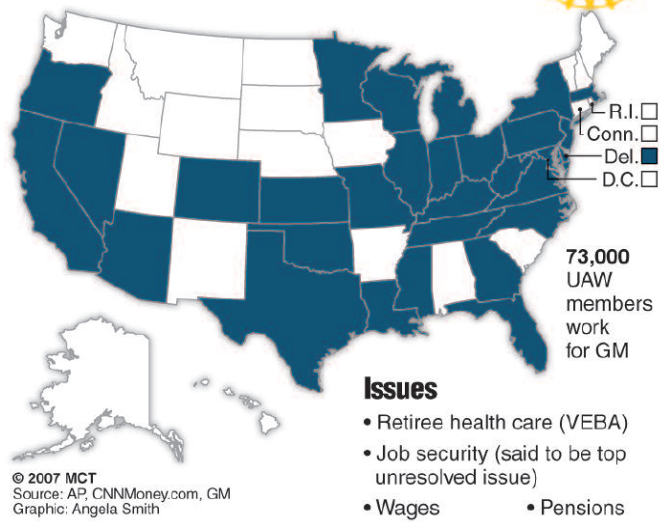 R.I.
Conn.
Del.
D.C.
73,000
UAW
members
work
for GM
Issues
• Retiree health care (VEBA)
• Job security (said to be top
unresolved issue)
• Wages • Pensions
© 2007 MCT
Source: AP, CNNMoney.com, GM
Graphic: Angela Smith